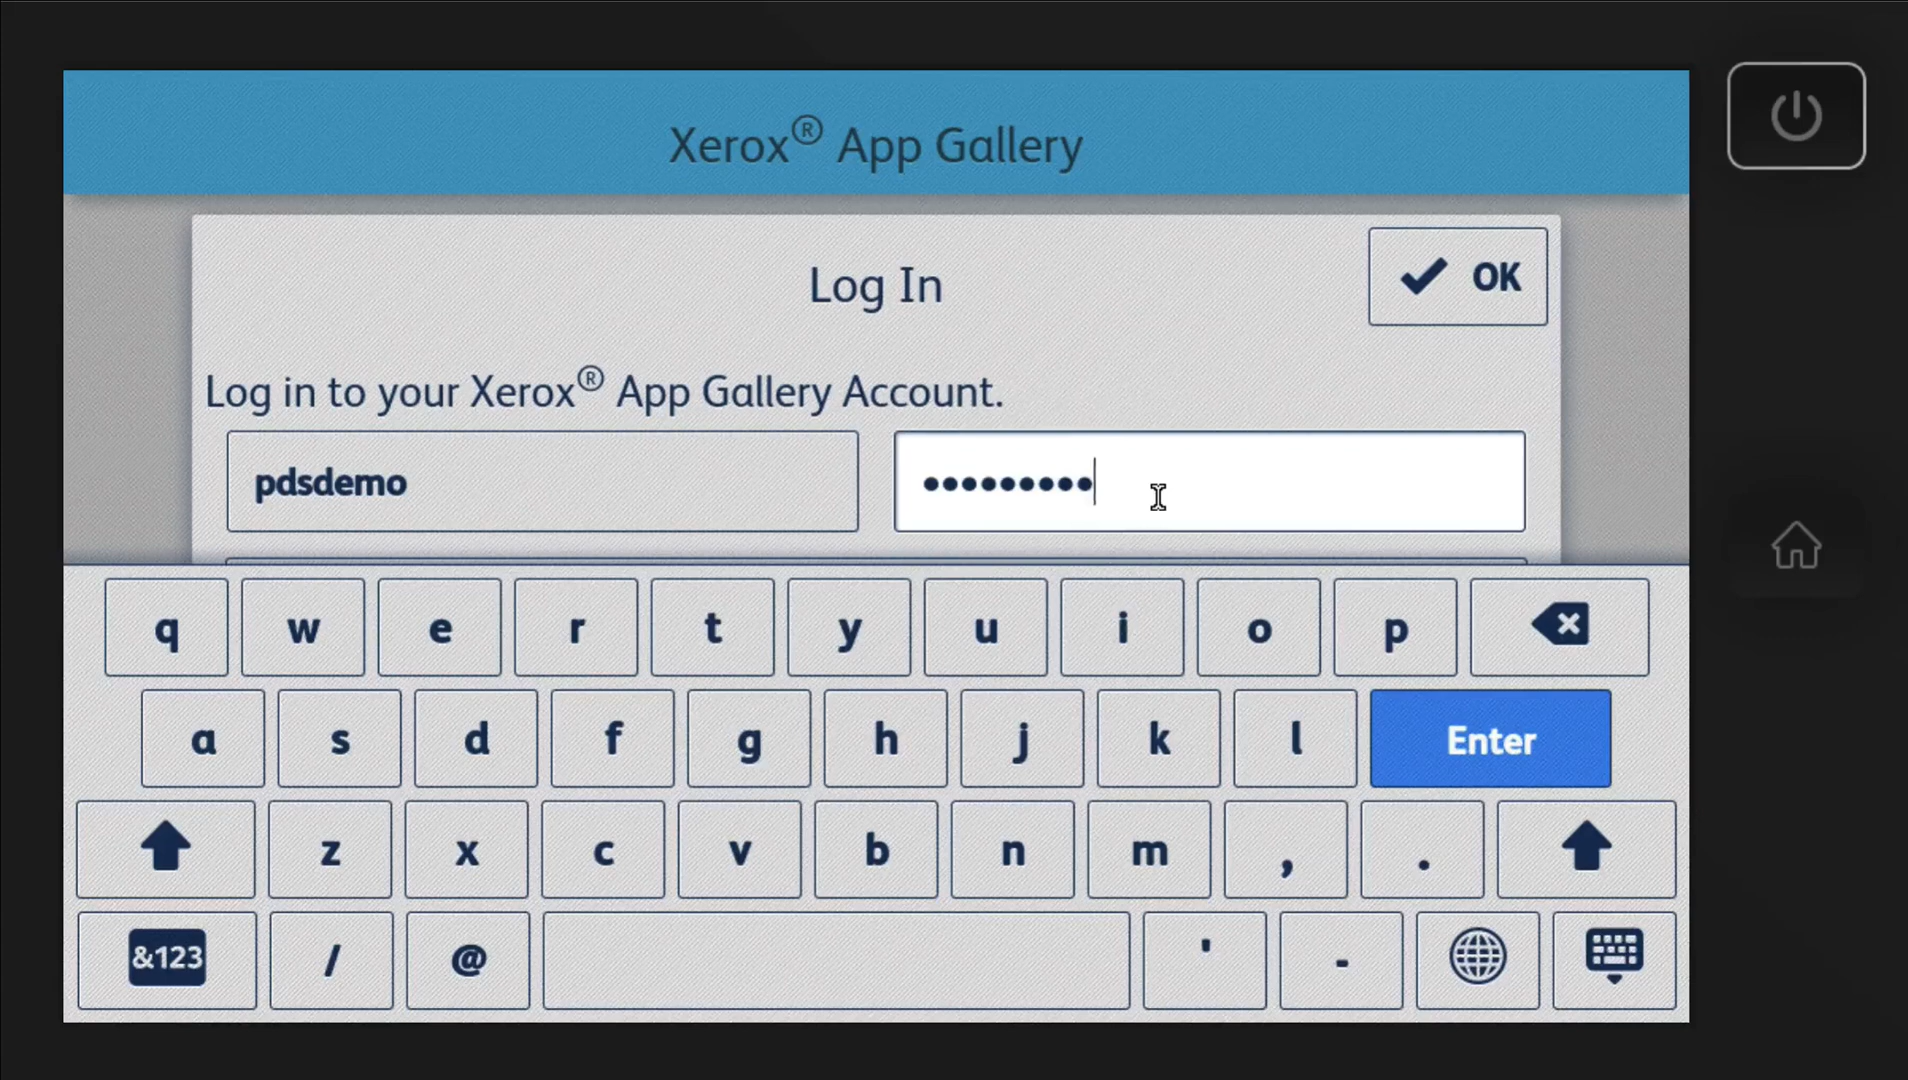 Xerox® App Gallery
Log In
OK
Log in to your Xerox® App Gallery Account.
pdsdemo
•••••••••
q w e r t y u i o p
a s d f g h j k l Enter
z x c v b n m , .
&123 / @ ' -